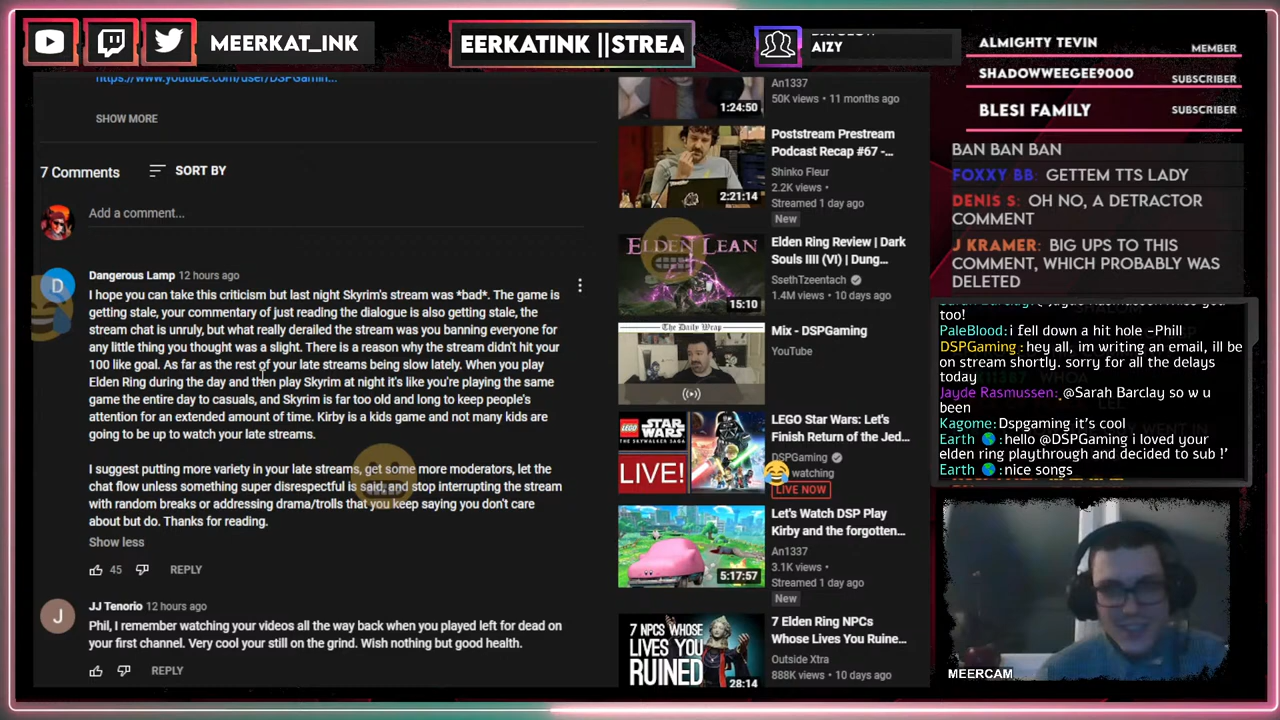 MEERKAT_INK
EERKATINK ||STREA
AIZY
ALMIGHTY TEVIN
MEMBER
SHADOWWEEGEE9000
SUBSCRIBER
BLESI FAMILY
SUBSCRIBER
https://www.youtube.com/user/DSPGamin...
SHOW MORE
7 Comments
SORT BY
Add a comment...
D
Dangerous Lamp 12 hours ago
I hope you can take this criticism but last night Skyrim's stream was *bad*. The game is
getting stale, your commentary of just reading the dialogue is also getting stale, the
stream chat is unruly, but what really derailed the stream was you banning everyone for
any little thing you thought was a slight. There is a reason why the stream didn't hit your
100 like goal. As far as the rest of your late streams being slow lately. When you play
Elden Ring during the day and then play Skyrim at night it's like you're playing the same
game the entire day to casuals, and Skyrim is far too old and long to keep people's
attention for an extended amount of time. Kirby is a kids game and not many kids are
going to be up to watch your late streams.
I suggest putting more variety in your late streams, get some more moderators, let the
chat flow unless something super disrespectful is said, and stop interrupting the stream
with random breaks or addressing drama/trolls that you keep saying you don't care
about but do. Thanks for reading.
Show less
45
REPLY
J
JJ Tenorio 12 hours ago
Phil, I remember watching your videos all the way back when you played left for dead on
your first channel. Very cool your still on the grind. Wish nothing but good health.
REPLY
1:24:50
An1337
50K views • 11 months ago
2:21:14
Poststream Prestream
Podcast Recap #67 -...
Shinko Fleur
2.2K views •
Streamed 1 day ago
New
ELDEN LEAN
15:10
Elden Ring Review | Dark
Souls IIII (VI) | Dung...
SsethTzeentach
1.4M views • 10 days ago
The Daily Wrap
Mix - DSPGaming
YouTube
LEGO
STAR
WARS
LIVE!
LEGO Star Wars: Let's
Finish Return of the Jed...
DSPGaming
watching
LIVE NOW
5:17:57
Let's Watch DSP Play
Kirby and the forgotten...
An1337
3.1K views •
Streamed 1 day ago
New
7 NPCS WHOSE
LIVES YOU
RUINED
28:14
7 Elden Ring NPCs
Whose Lives You Ruine...
Outside Xtra
888K views • 10 days ago
BAN BAN BAN
FOXXY BB: GETTEM TTS LADY
DENIS S: OH NO, A DETRACTOR
COMMENT
J KRAMER: BIG UPS TO THIS
COMMENT, WHICH PROBABLY WAS
DELETED
too!
PaleBlood: i fell down a hit hole -Phill
DSPGaming : hey all, im writing an email, ill be
on stream shortly. sorry for all the delays
today
Jayde Rasmussen: @Sarah Barclay so w u
been
Kagome: Dspgaming it's cool
Earth : hello @DSPGaming i loved your
elden ring playthrough and decided to sub !'
Earth : nice songs
MEERCAM